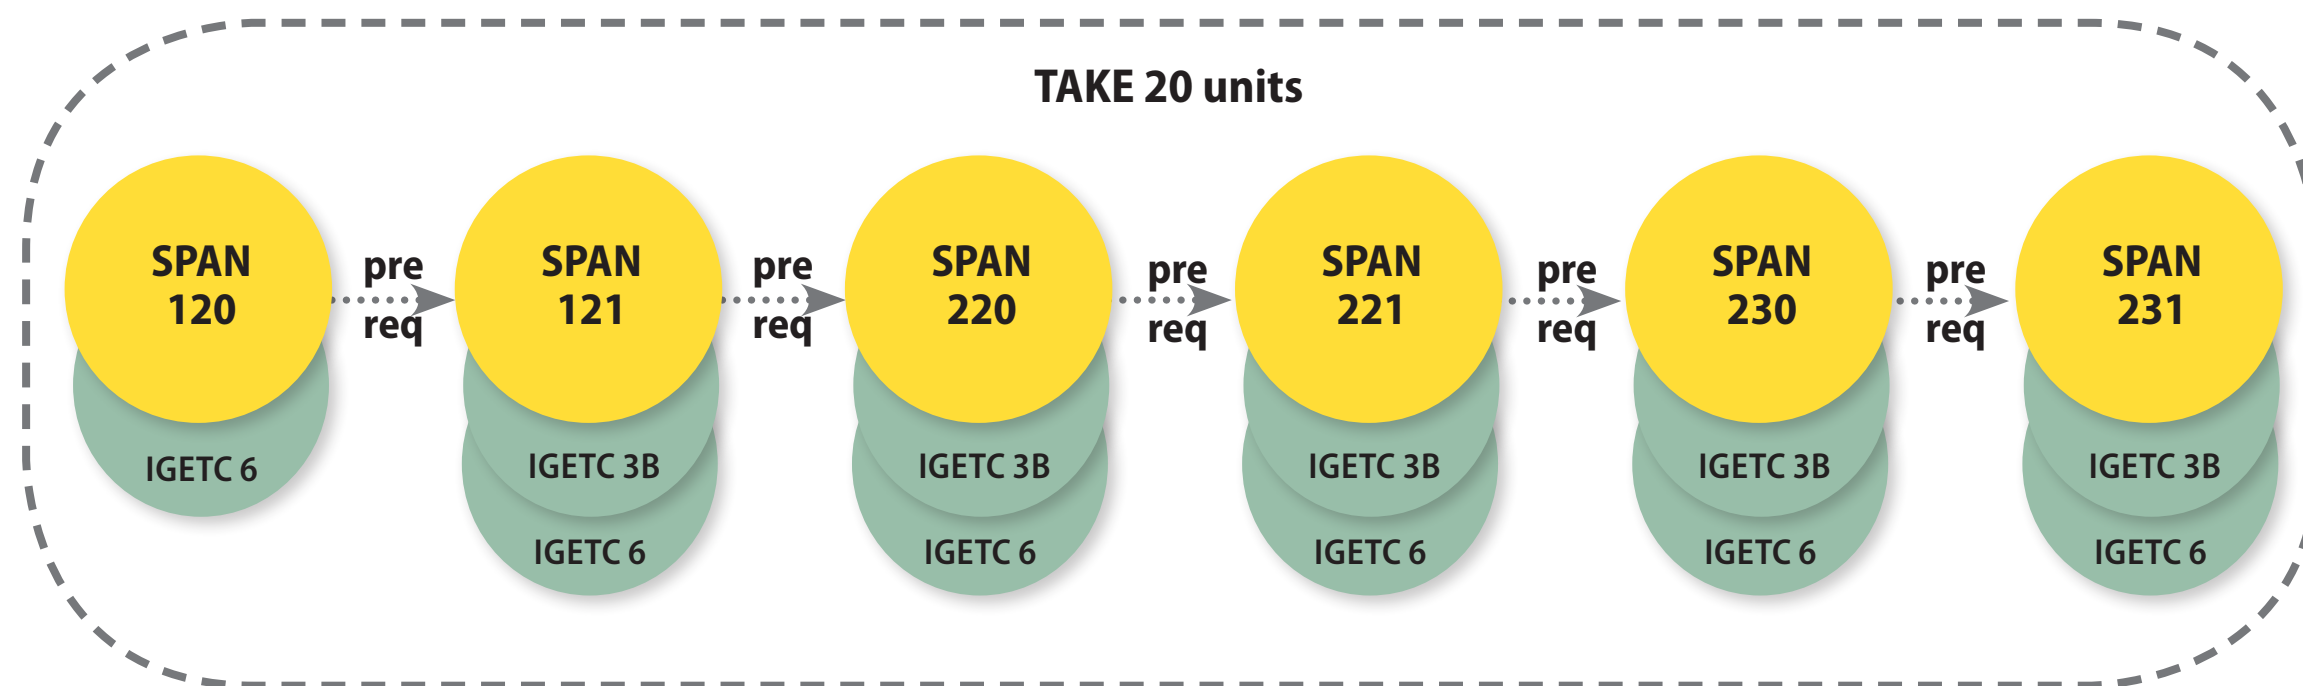 TAKE 20 units
SPAN
120
pre
req
SPAN
121
pre
req
SPAN
220
pre
req
SPAN
221
pre
req
SPAN
230
pre
req
SPAN
231
IGETC 6
IGETC 3B
IGETC 6
IGETC 3B
IGETC 6
IGETC 3B
IGETC 6
IGETC 3B
IGETC 6
IGETC 3B
IGETC 6